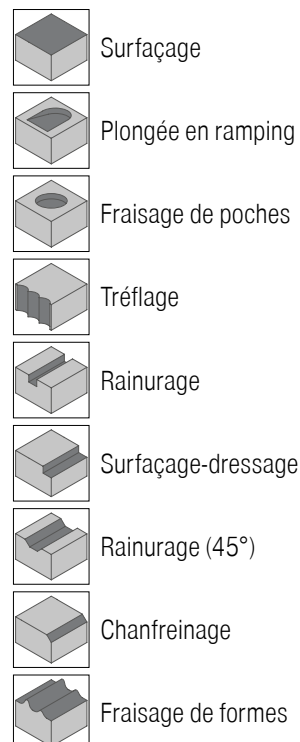 Surfaçage
Plongée en ramping
Fraisage de poches
Tréflage
Rainurage
Surfaçage-dressage
Rainurage (45°)
Chanfreinage
Fraisage de formes